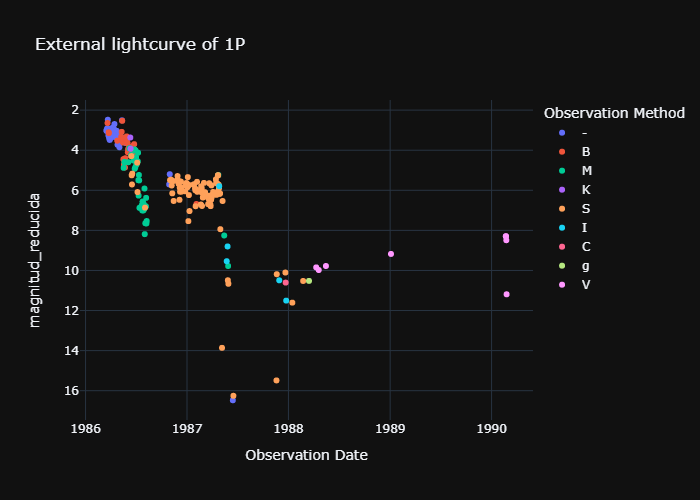 External lightcurve of 1P
Observation Method
-
B
M
K
S
I
C
g
V
magnitud_reducida
2
4
6
8
10
12
14
16
1986 1987 1988 1989 1990
Observation Date